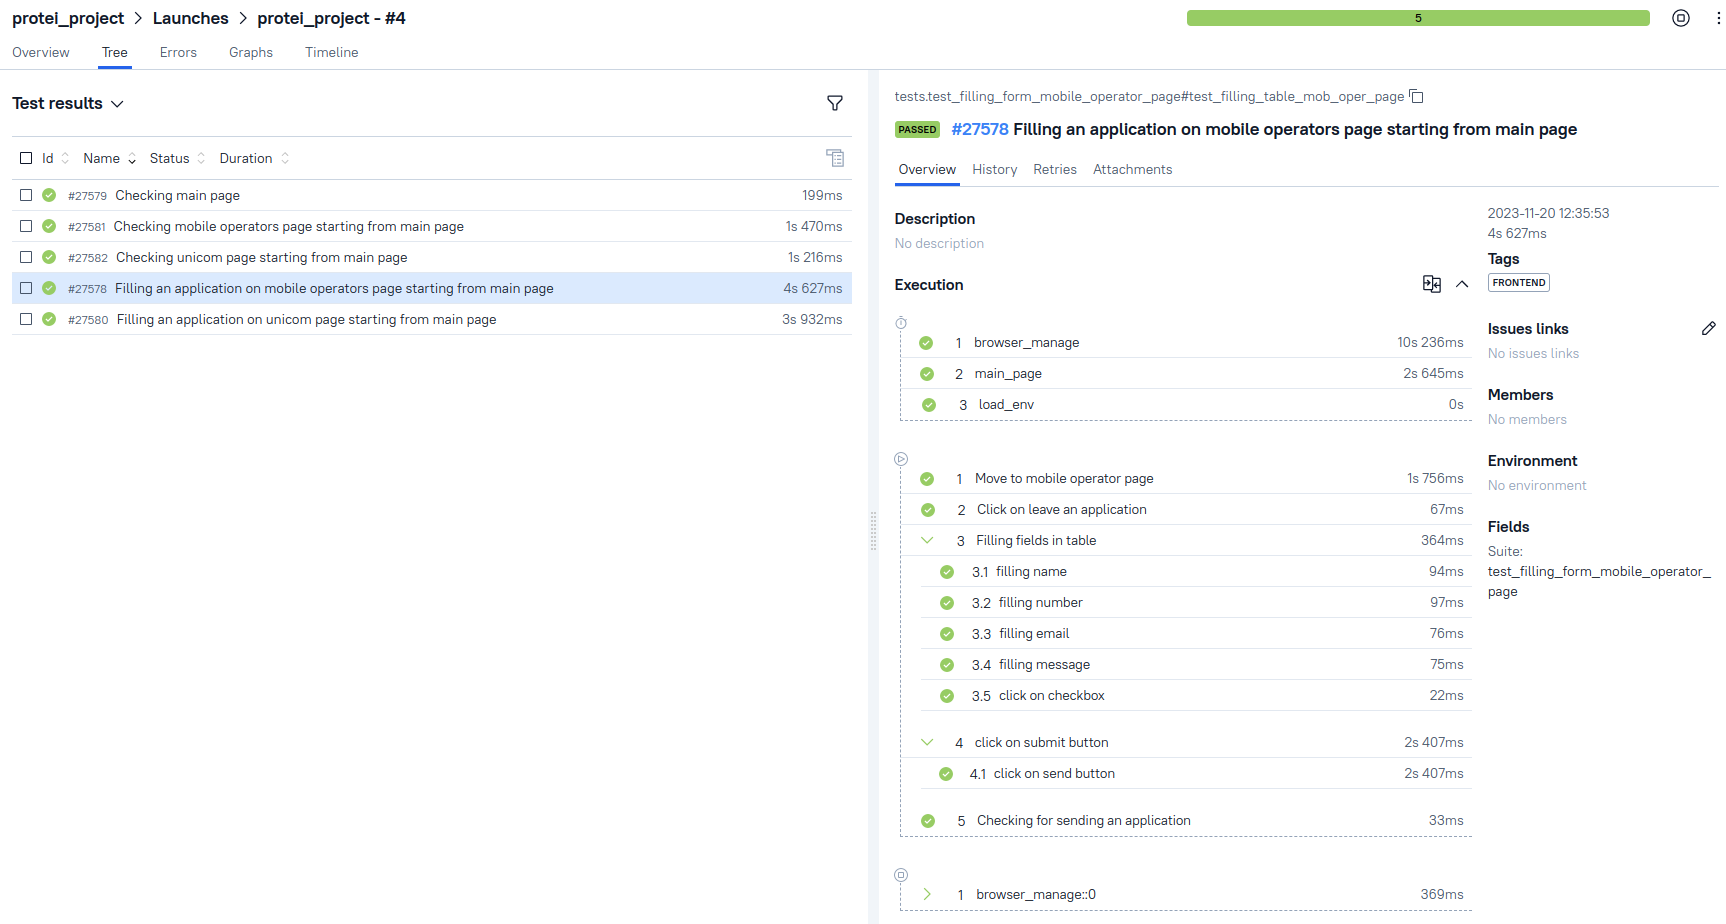 protei_project > Launches > protei_project - #4
5
Overview Tree Errors Graphs Timeline
Test results
Id Name Status Duration
#27579 Checking main page 199ms
#27581 Checking mobile operators page starting from main page 1s 470ms
#27582 Checking unicom page starting from main page 1s 216ms
#27578 Filling an application on mobile operators page starting from main page 4s 627ms
#27580 Filling an application on unicom page starting from main page 3s 932ms
tests.test_filling_form_mobile_operator_page#test_filling_table_mob_oper_page
PASSED #27578 Filling an application on mobile operators page starting from main page
Overview History Retries Attachments
Description
No description
Execution
1 browser_manage 10s 236ms
2 main_page 2s 645ms
3 load_env 0s
1 Move to mobile operator page 1s 756ms
2 Click on leave an application 67ms
3 Filling fields in table 364ms
3.1 filling name 94ms
3.2 filling number 97ms
3.3 filling email 76ms
3.4 filling message 75ms
3.5 click on checkbox 22ms
4 click on submit button 2s 407ms
4.1 click on send button 2s 407ms
5 Checking for sending an application 33ms
1 browser_manage::0 369ms
2023-11-20 12:35:53
4s 627ms
Tags
FRONTEND
Issues links
No issues links
Members
No members
Environment
No environment
Fields
Suite:
test_filling_form_mobile_operator_
page